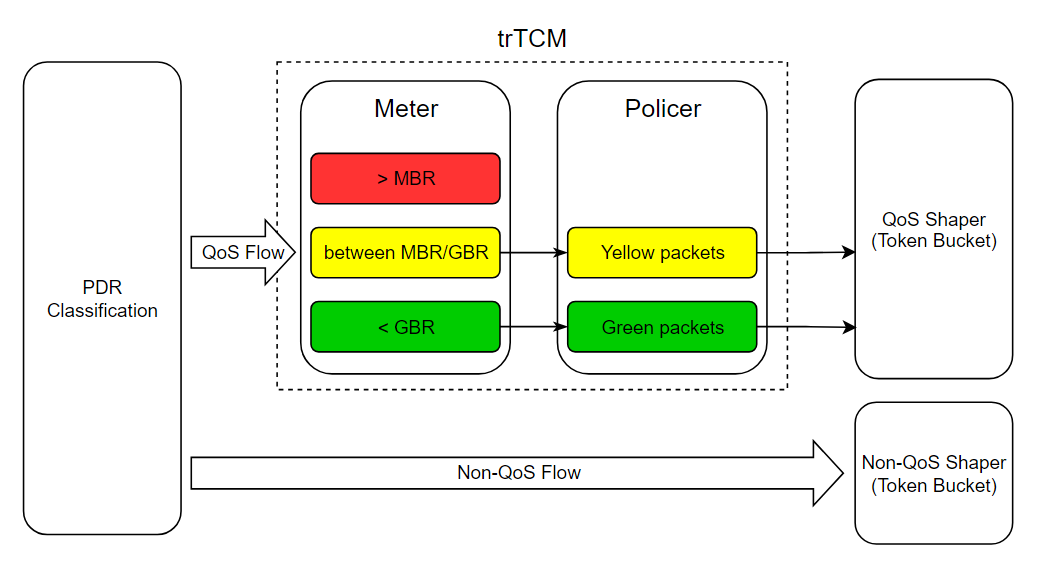 trTCM
PDR
Classification
QoS Flow
Meter
> MBR
between MBR/GBR
< GBR
Policer
Yellow packets
Green packets
QoS Shaper
(Token Bucket)
Non-QoS Flow
Non-QoS Shaper
(Token Bucket)